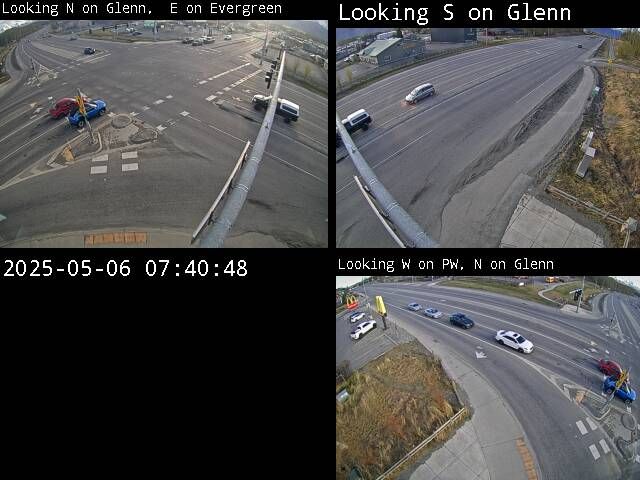 Looking N on Glenn, E on Evergreen
Looking S on Glenn
2025-05-06 07:40:48
Looking W on PW, N on Glenn